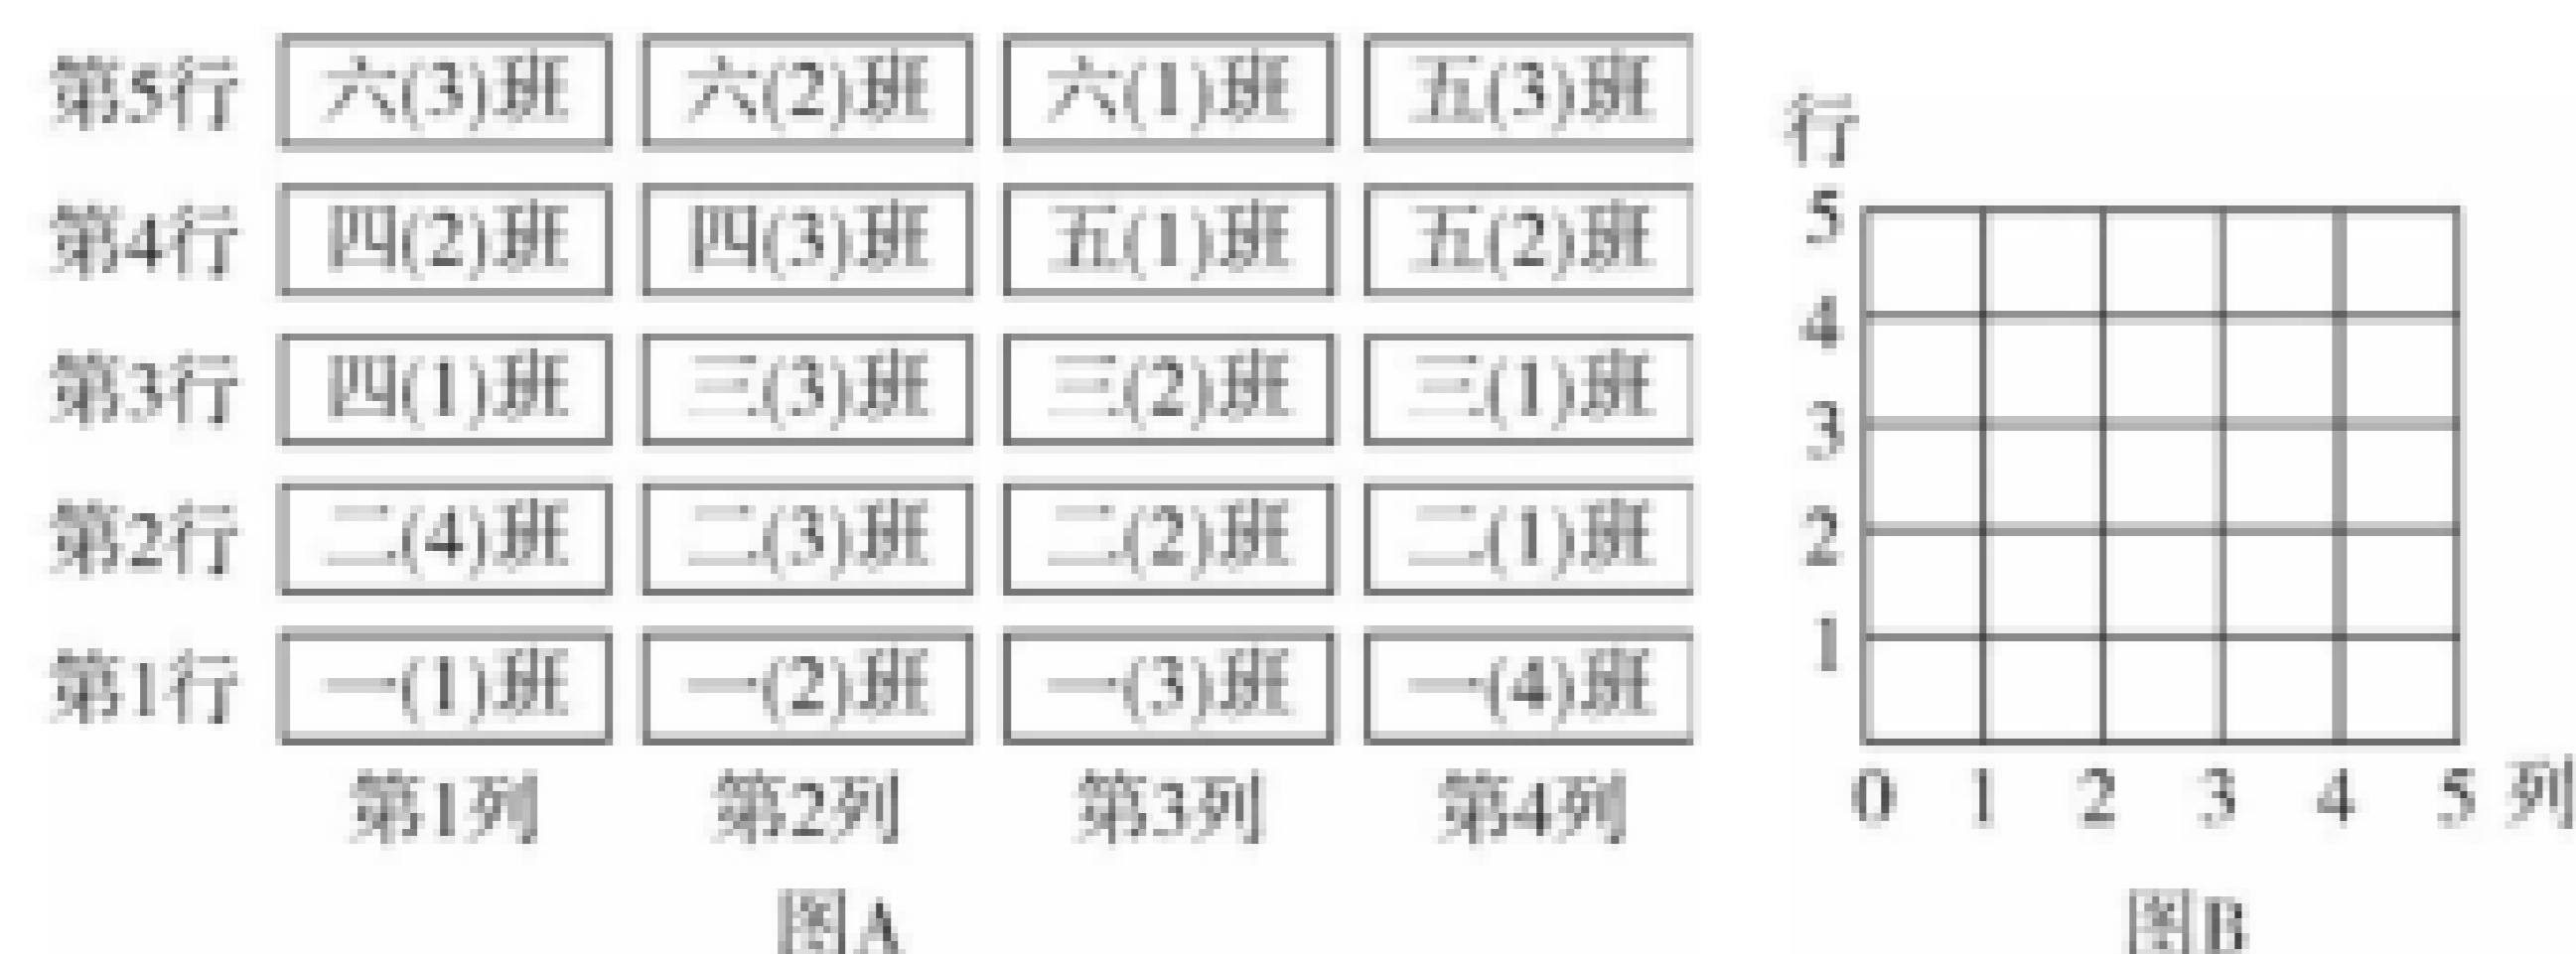 第5行 六(3)班 六(2)班 六(1)班 五(3)班
第4行 四(2)班 四(3)班 五(1)班 五(2)班
第3行 四(1)班 三(3)班 三(2)班 三(1)班
第2行 二(4)班 二(3)班 二(2)班 二(1)班
第1行 一(1)班 一(2)班 一(3)班 一(4)班
第1列 第2列 第3列 第4列
图A
行
5
4
3
2
1
0 1 2 3 4 5 列
图B